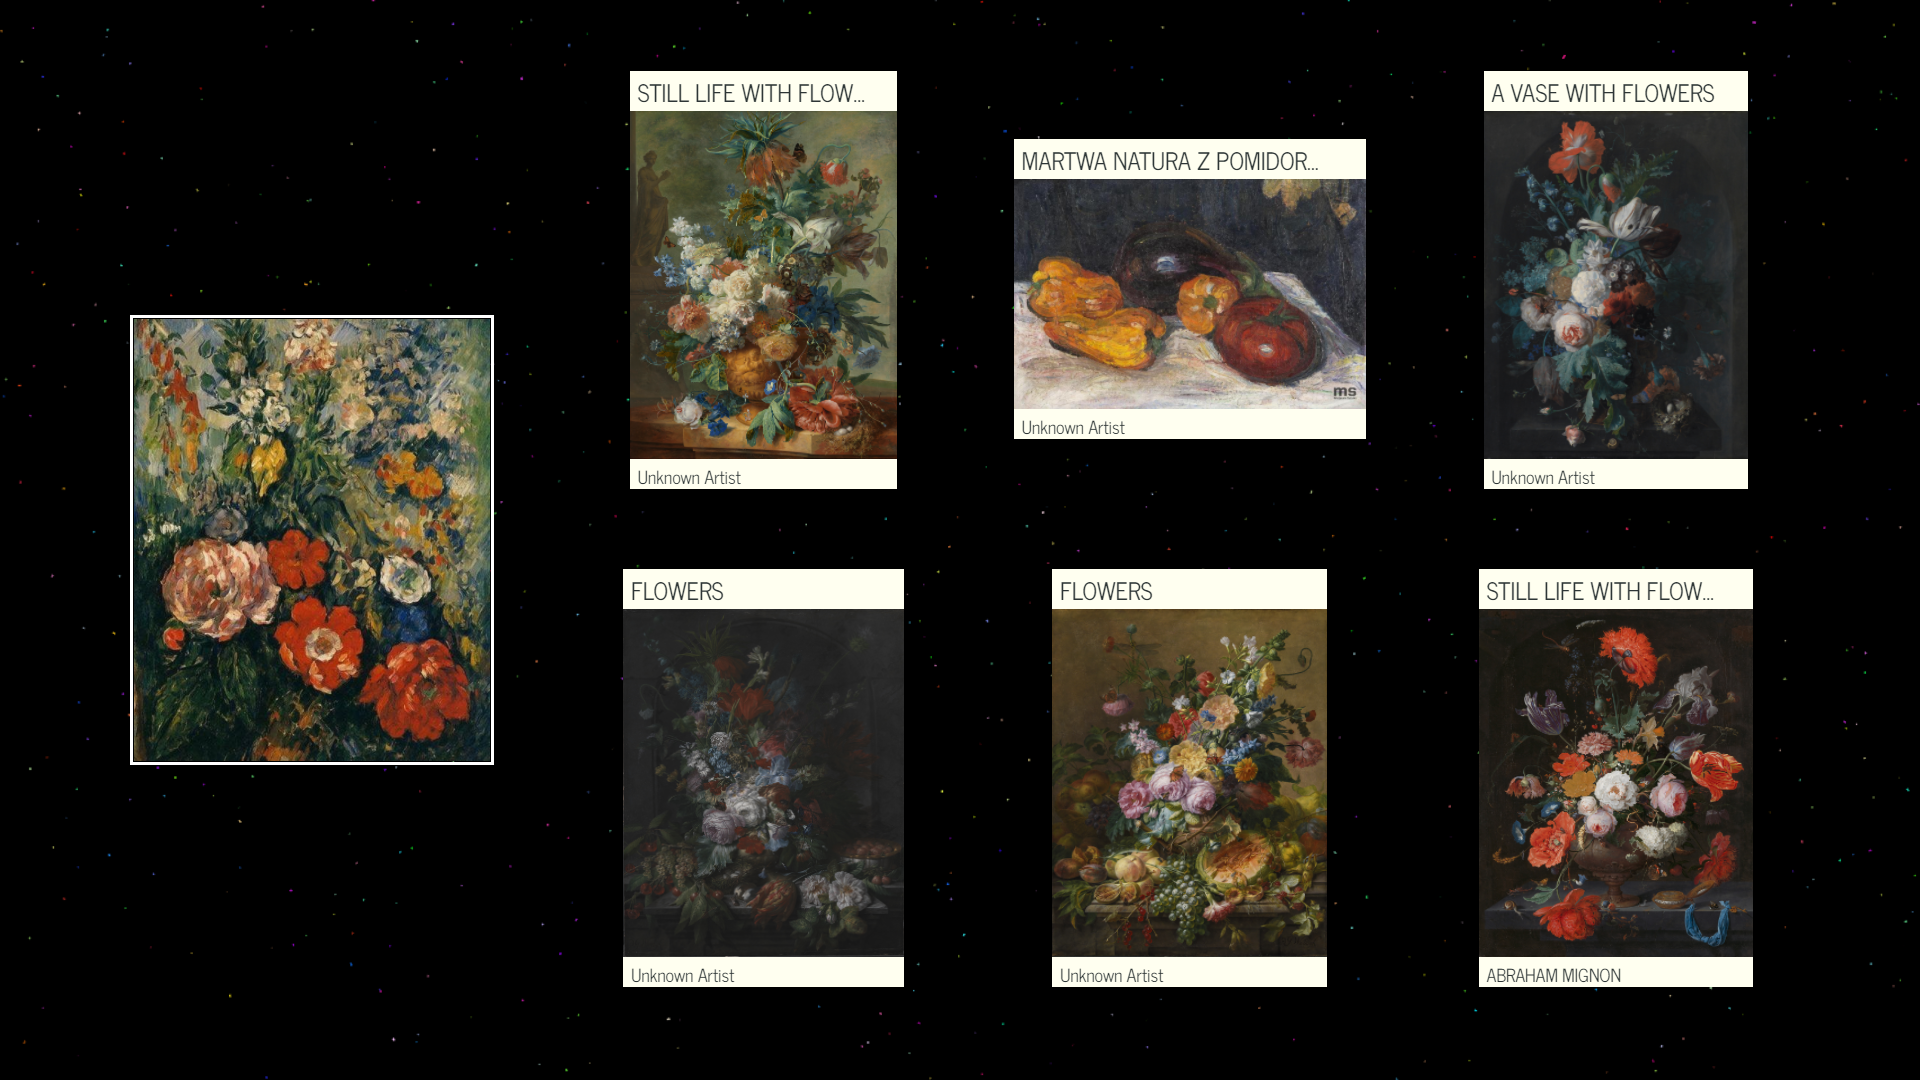 STILL LIFE WITH FLOW...
Unknown Artist
MARTWA NATURA Z POMIDOR...
ms
Unknown Artist
A VASE WITH FLOWERS
Unknown Artist
FLOWERS
Unknown Artist
FLOWERS
Unknown Artist
STILL LIFE WITH FLOW...
ABRAHAM MIGNON